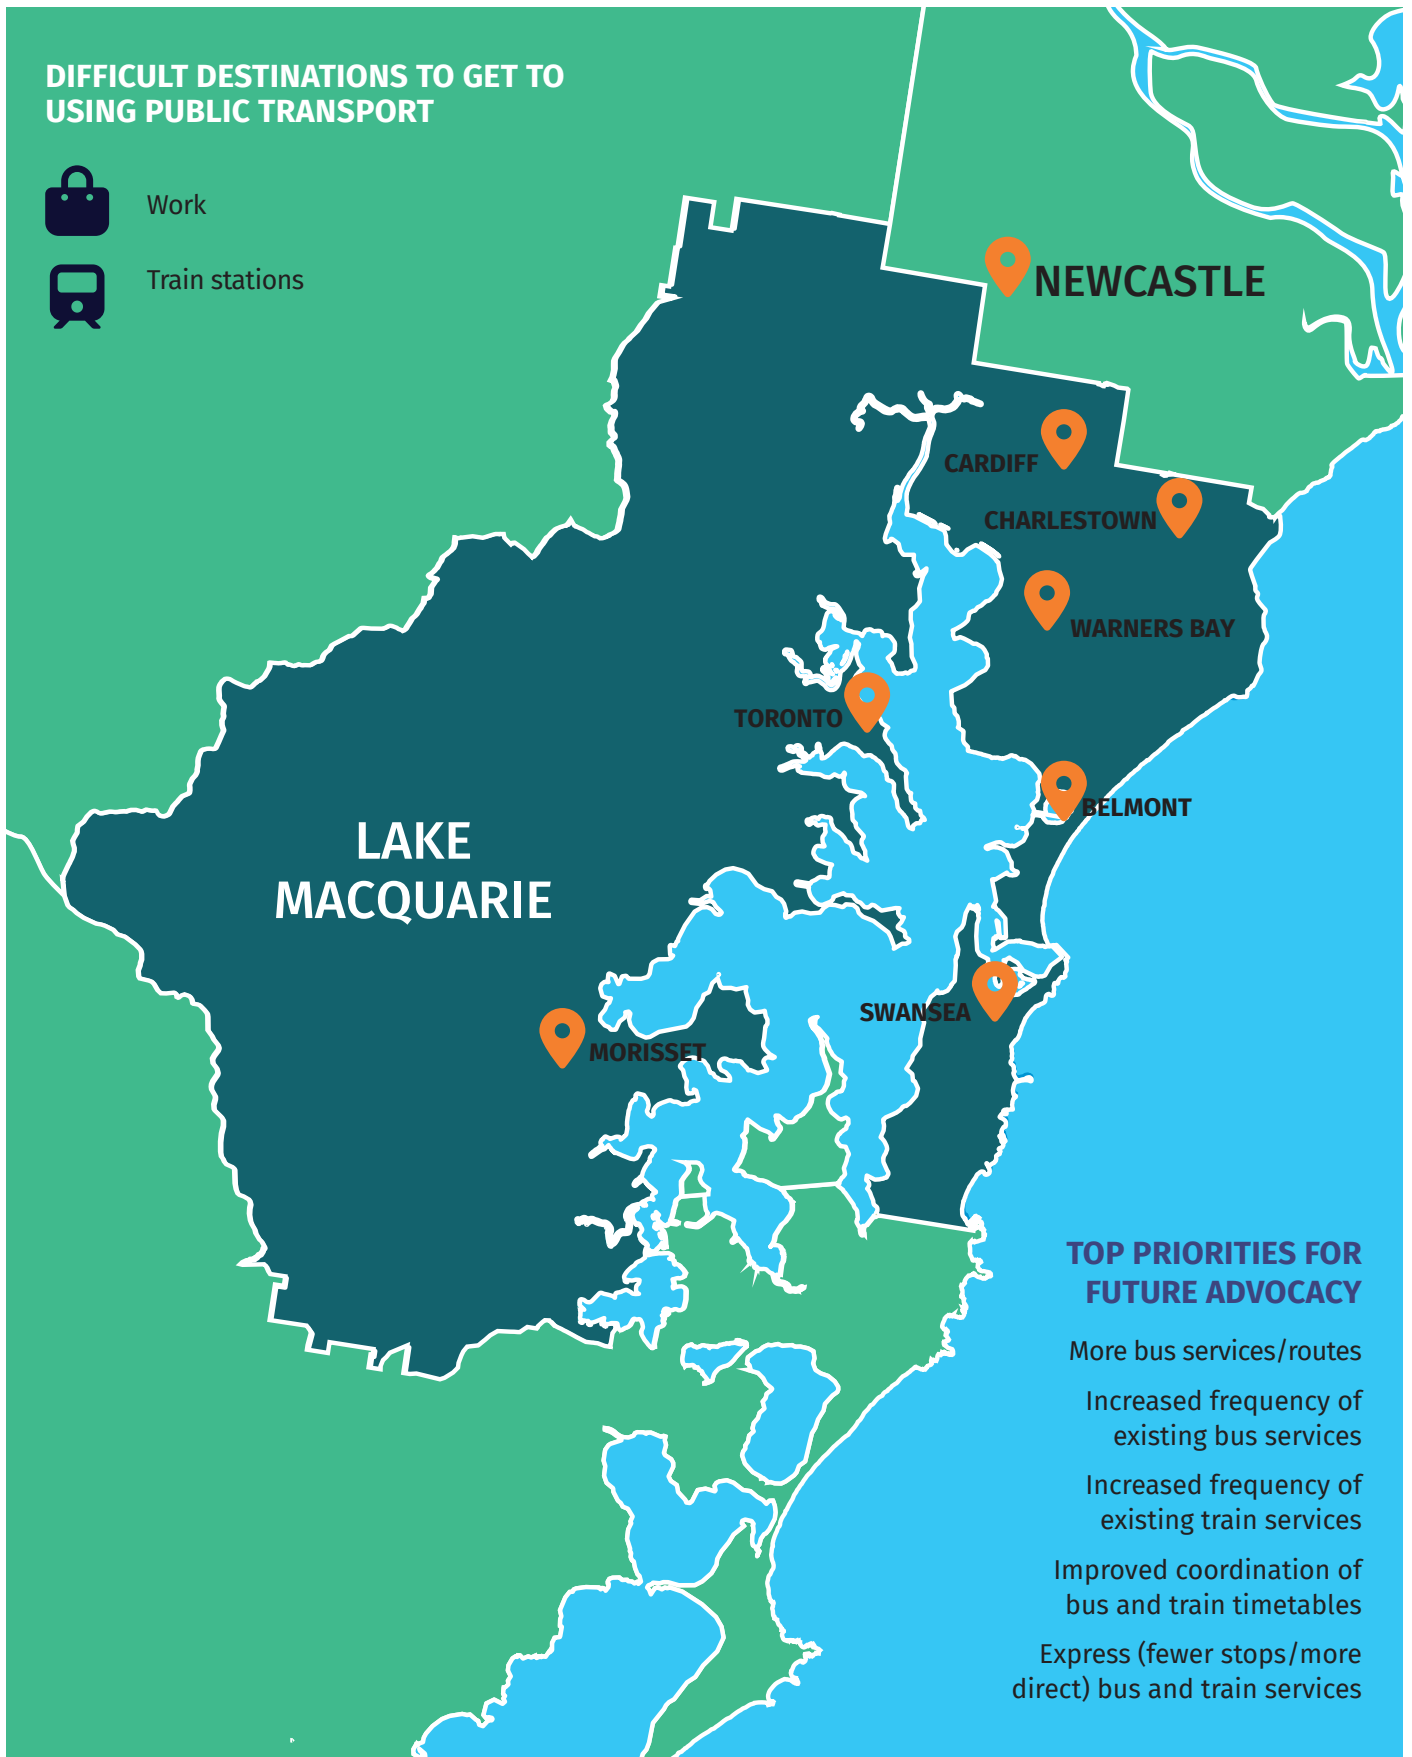 DIFFICULT DESTINATIONS TO GET TO
USING PUBLIC TRANSPORT
Work
Train stations
NEWCASTLE
CARDIFF
CHARLESTOWN
WARNERS BAY
TORONTO
BELMONT
LAKE
MACQUARIE
SWANSEA
MORISSET
TOP PRIORITIES FOR
FUTURE ADVOCACY
More bus services/routes
Increased frequency of
existing bus services
Increased frequency of
existing train services
Improved coordination of
bus and train timetables
Express (fewer stops/more
direct) bus and train services